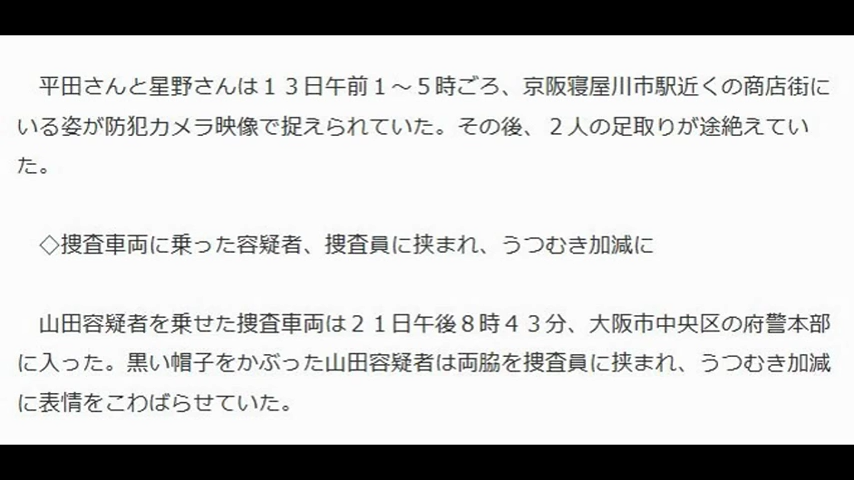 平田さんと星野さんは１３日午前１～５時ごろ、京阪寝屋川市駅近くの商店街に
いる姿が防犯カメラ映像で捉えられていた。その後、２人の足取りが途絶えてい
た。
◇捜査車両に乗った容疑者、捜査員に挟まれ、うつむき加減に
山田容疑者を乗せた捜査車両は２１日午後８時４３分、大阪市中央区の府警本部
に入った。黒い帽子をかぶった山田容疑者は両脇を捜査員に挟まれ、うつむき加減
に表情をこわばらせていた。